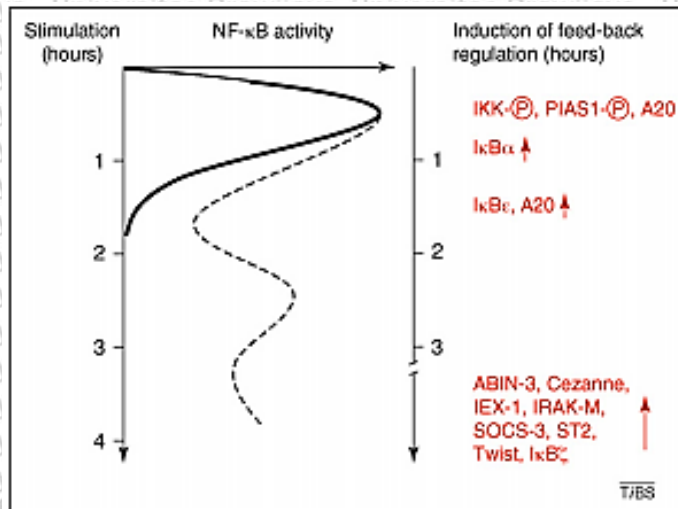 Stimulation
(hours)
NF-κB activity
Induction of feed-back
regulation (hours)
IKK-Ⓟ, PIAS1-Ⓟ, A20
1
1
IκBα
IκBε, A20
2
2
3
3
ABIN-3, Cezanne,
IEX-1, IRAK-M,
SOCS-3, ST2,
Twist, IκBζ
4
TiBS